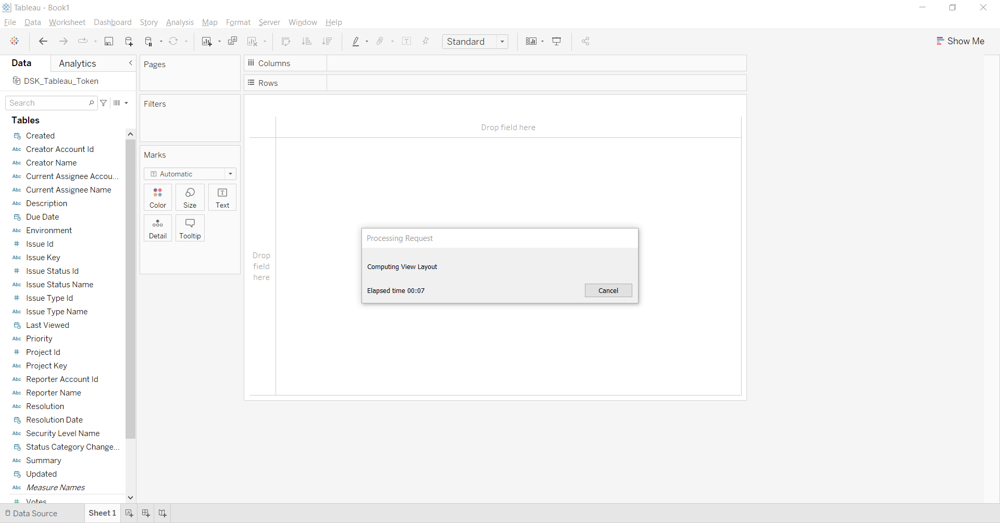 Tableau - Book1
File Data Worksheet Dashboard Story Analysis Map Format Server Window Help
Standard
Show Me
Data Analytics
DSK_Tableau_Token
Search
Tables
Created
Abc Creator Account Id
Abc Creator Name
Abc Current Assignee Accou...
Abc Current Assignee Name
Abc Description
Due Date
Abc Environment
# Issue Id
Abc Issue Key
# Issue Status Id
Abc Issue Status Name
# Issue Type Id
Abc Issue Type Name
Last Viewed
Abc Priority
# Project Id
Abc Project Key
Abc Reporter Account Id
Abc Reporter Name
Abc Resolution
Resolution Date
Abc Security Level Name
Status Category Change...
Abc Summary
Updated
Abc Measure Names
# Votes
Pages
Filters
Marks
Automatic
Color Size Text
Detail Tooltip
Columns
Rows
Drop field here
Drop
field
here
Processing Request
Computing View Layout
Elapsed time 00:07
Cancel
Data Source Sheet 1